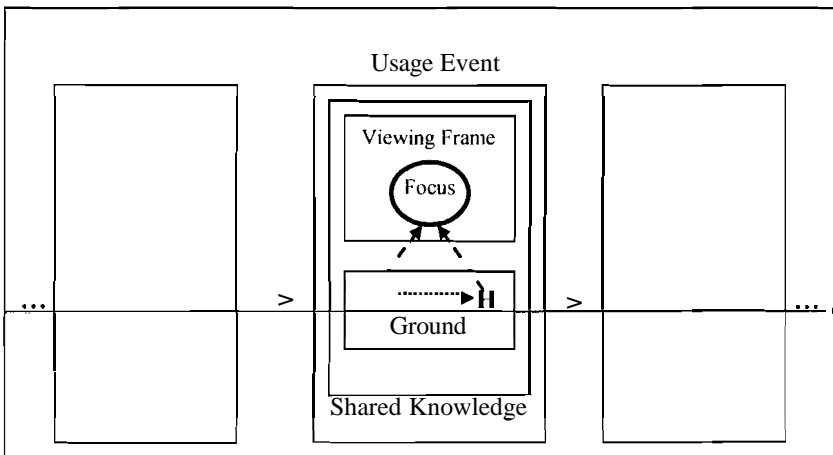 Usage Event
Viewing Frame
Focus
... > H > ...
Ground
Shared Knowledge